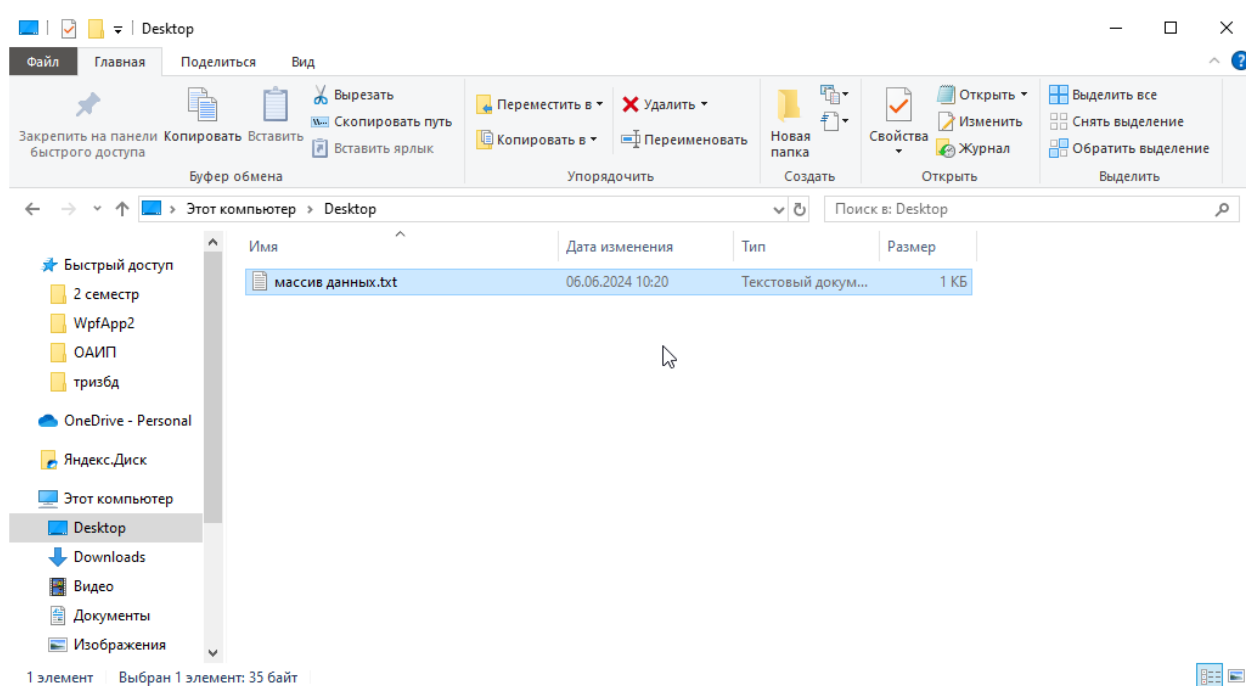 Desktop
Файл Главная Поделиться Вид
Закрепить на панели быстрого доступа
Копировать
Вставить
Вырезать
Скопировать путь
Вставить ярлык
Буфер обмена
Переместить в
Копировать в
Удалить
Переименовать
Упорядочить
Новая папка
Создать
Свойства
Открыть
Изменить
Журнал
Открыть
Выделить все
Снять выделение
Обратить выделение
Выделить
Этот компьютер > Desktop
Поиск в: Desktop
Быстрый доступ
2 семестр
WpfApp2
ОАИП
тризбд
OneDrive - Personal
Яндекс.Диск
Этот компьютер
Desktop
Downloads
Видео
Документы
Изображения
Имя Дата изменения Тип Размер
массив данных.txt 06.06.2024 10:20 Текстовый докум... 1 КБ
1 элемент Выбран 1 элемент: 35 байт